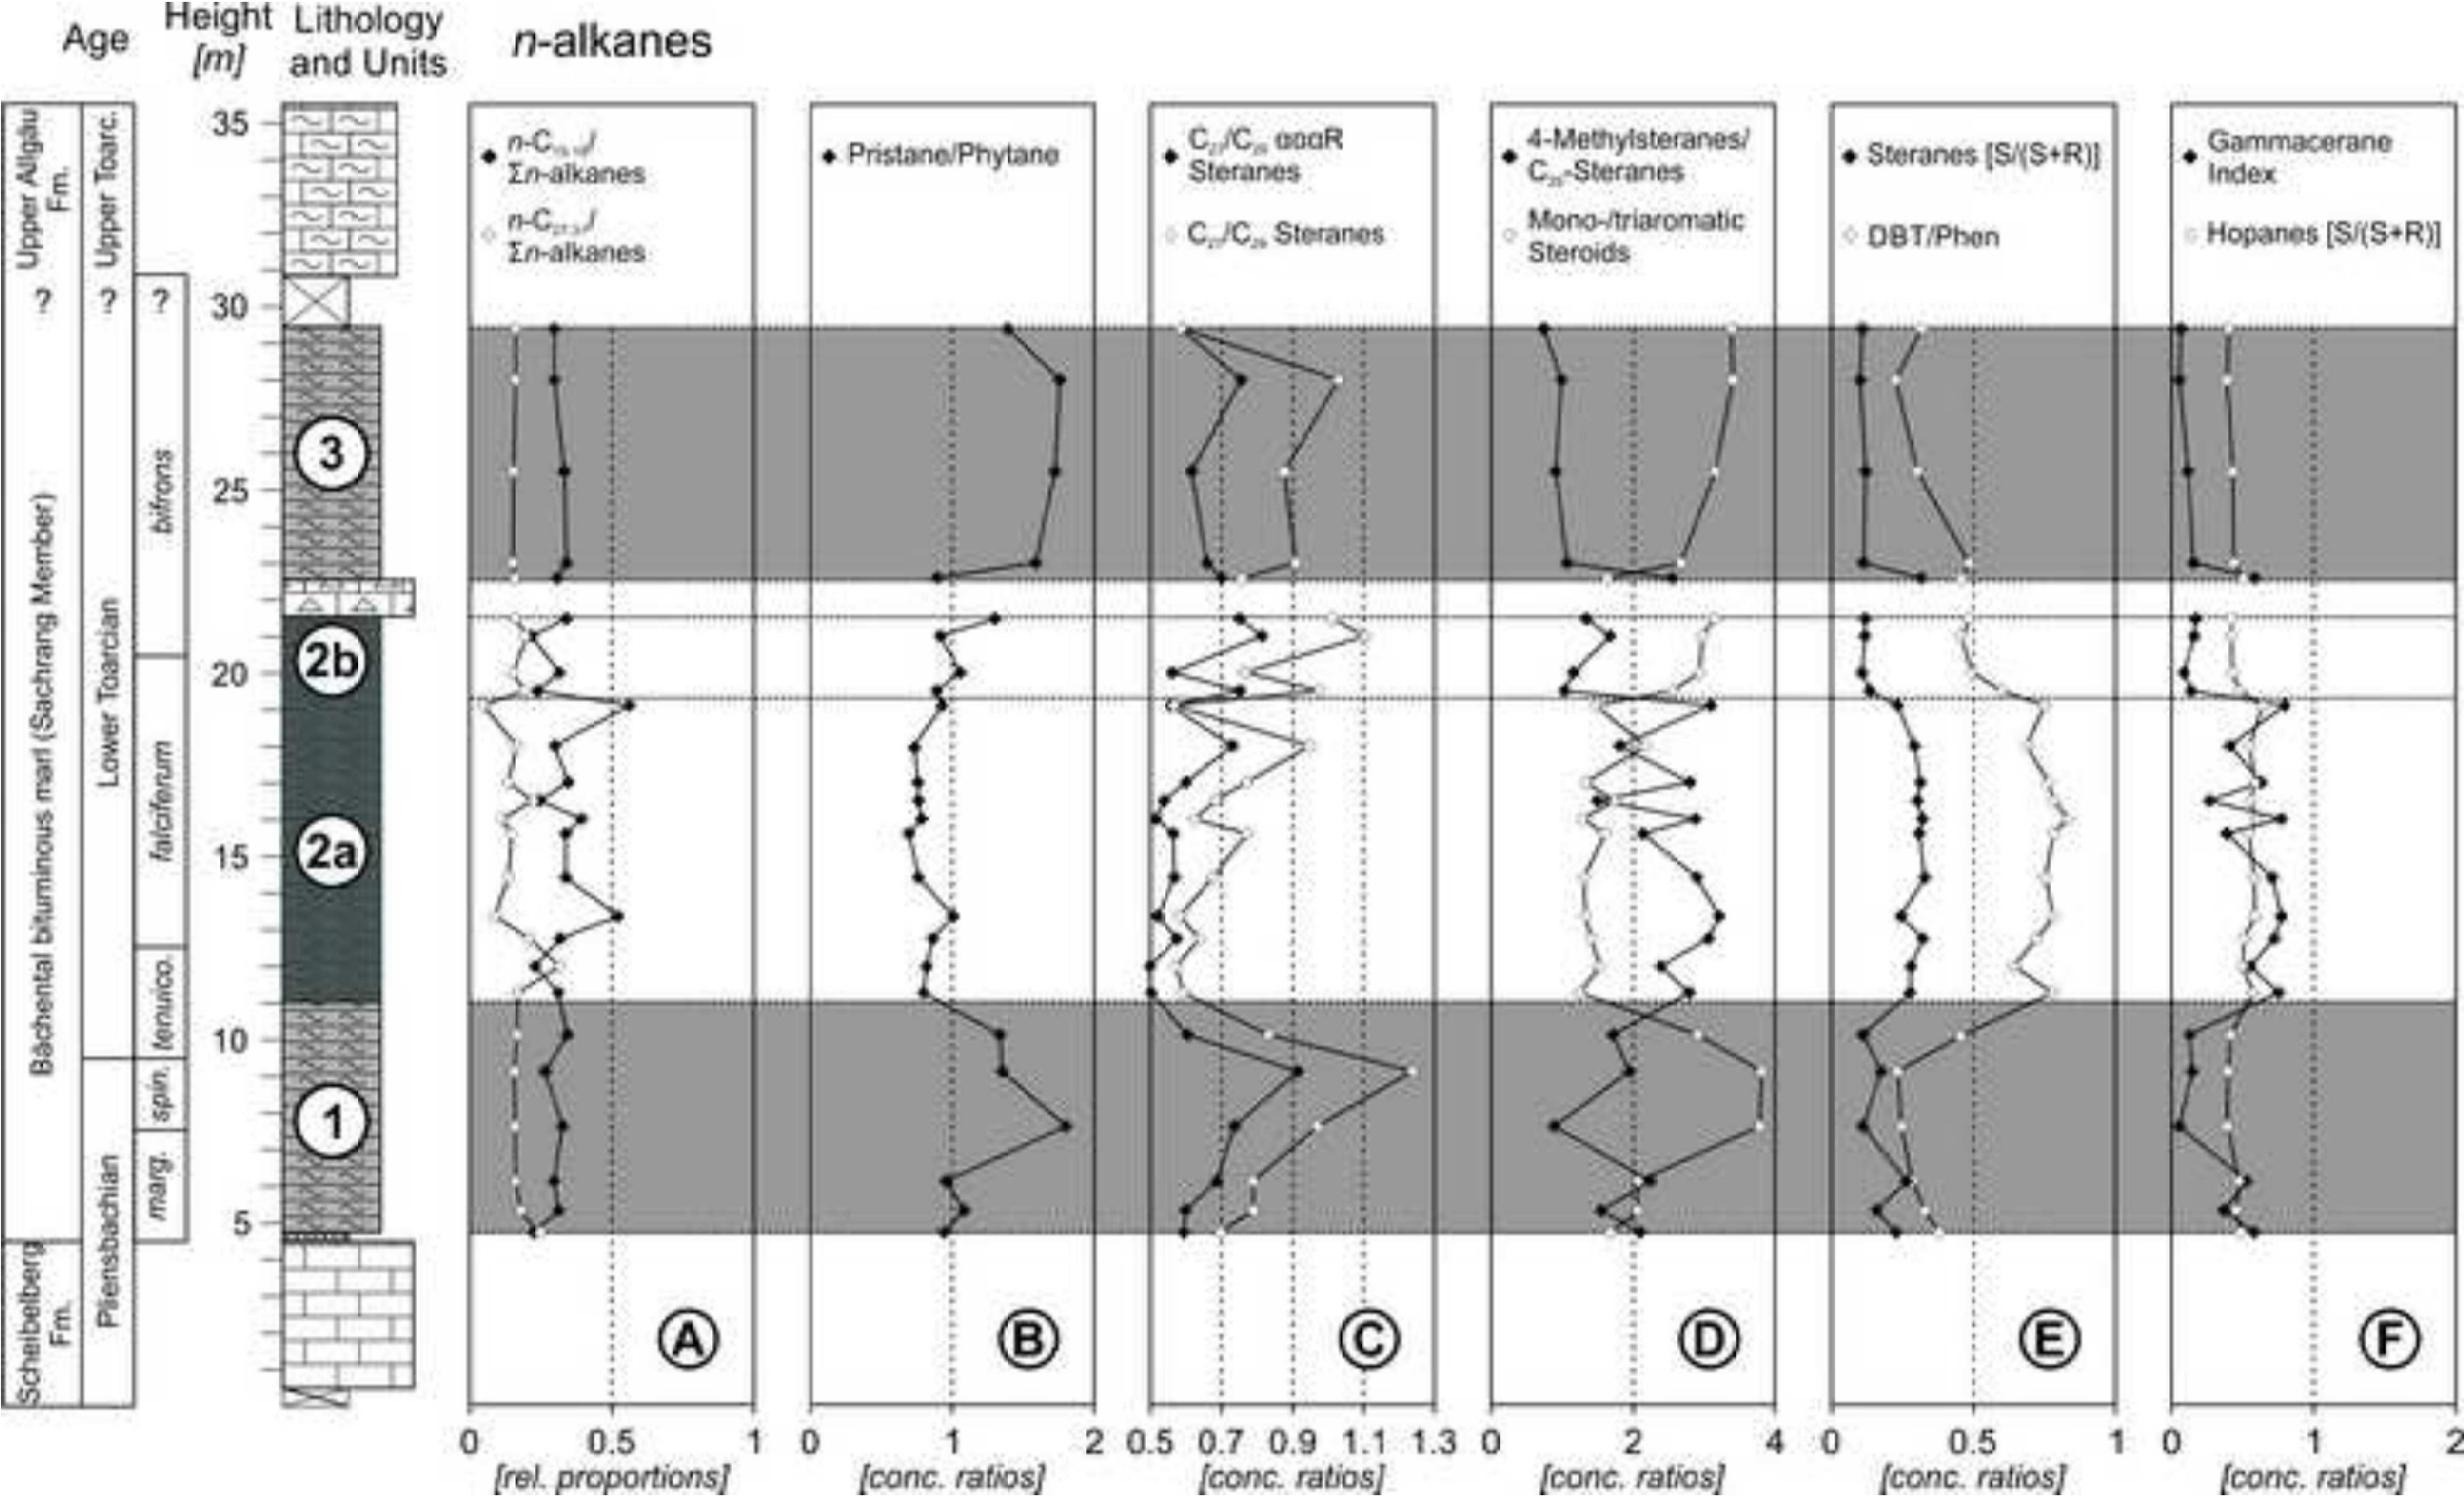 Age
Height
[m]
Lithology
and Units
n-alkanes
Upper Allgäu
Fm.
?
Bächental bituminous marl (Sachrang Member)
Scheibelberg
Fm.
Upper Toarc.
?
Lower Toarcian
Pliensbachian
?
bifrons
falciferum
tenuico.
spin.
marg.
35
30
25
20
15
10
5
3
2b
2a
1
n-C
Σn-alkanes
n-C
Σn-alkanes
Pristane/Phytane
αααR
Steranes
Steranes
4-Methylsteranes/
-Steranes
Mono-/triaromatic
Steroids
Steranes [S/(S+R)]
DBT/Phen
Gammacerane
Index
Hopanes [S/(S+R)]
A
B
C
D
E
F
0 0.5 1
[rel. proportions]
0 1 2
[conc. ratios]
0.5 0.7 0.9 1.1 1.3
[conc. ratios]
0 2 4
[conc. ratios]
0 0.5 1
[conc. ratios]
0 1 2
[conc. ratios]